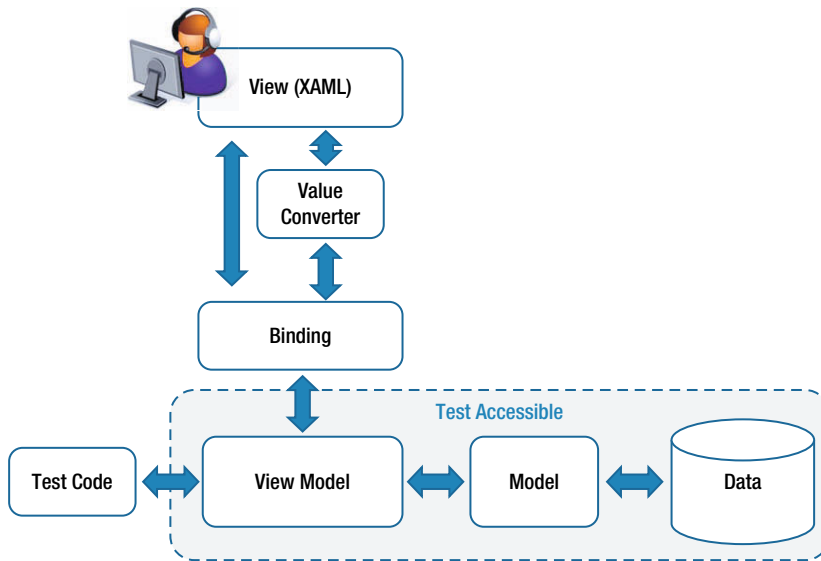 View (XAML)
Value
Converter
Binding
Test Accessible
Test Code
View Model
Model
Data